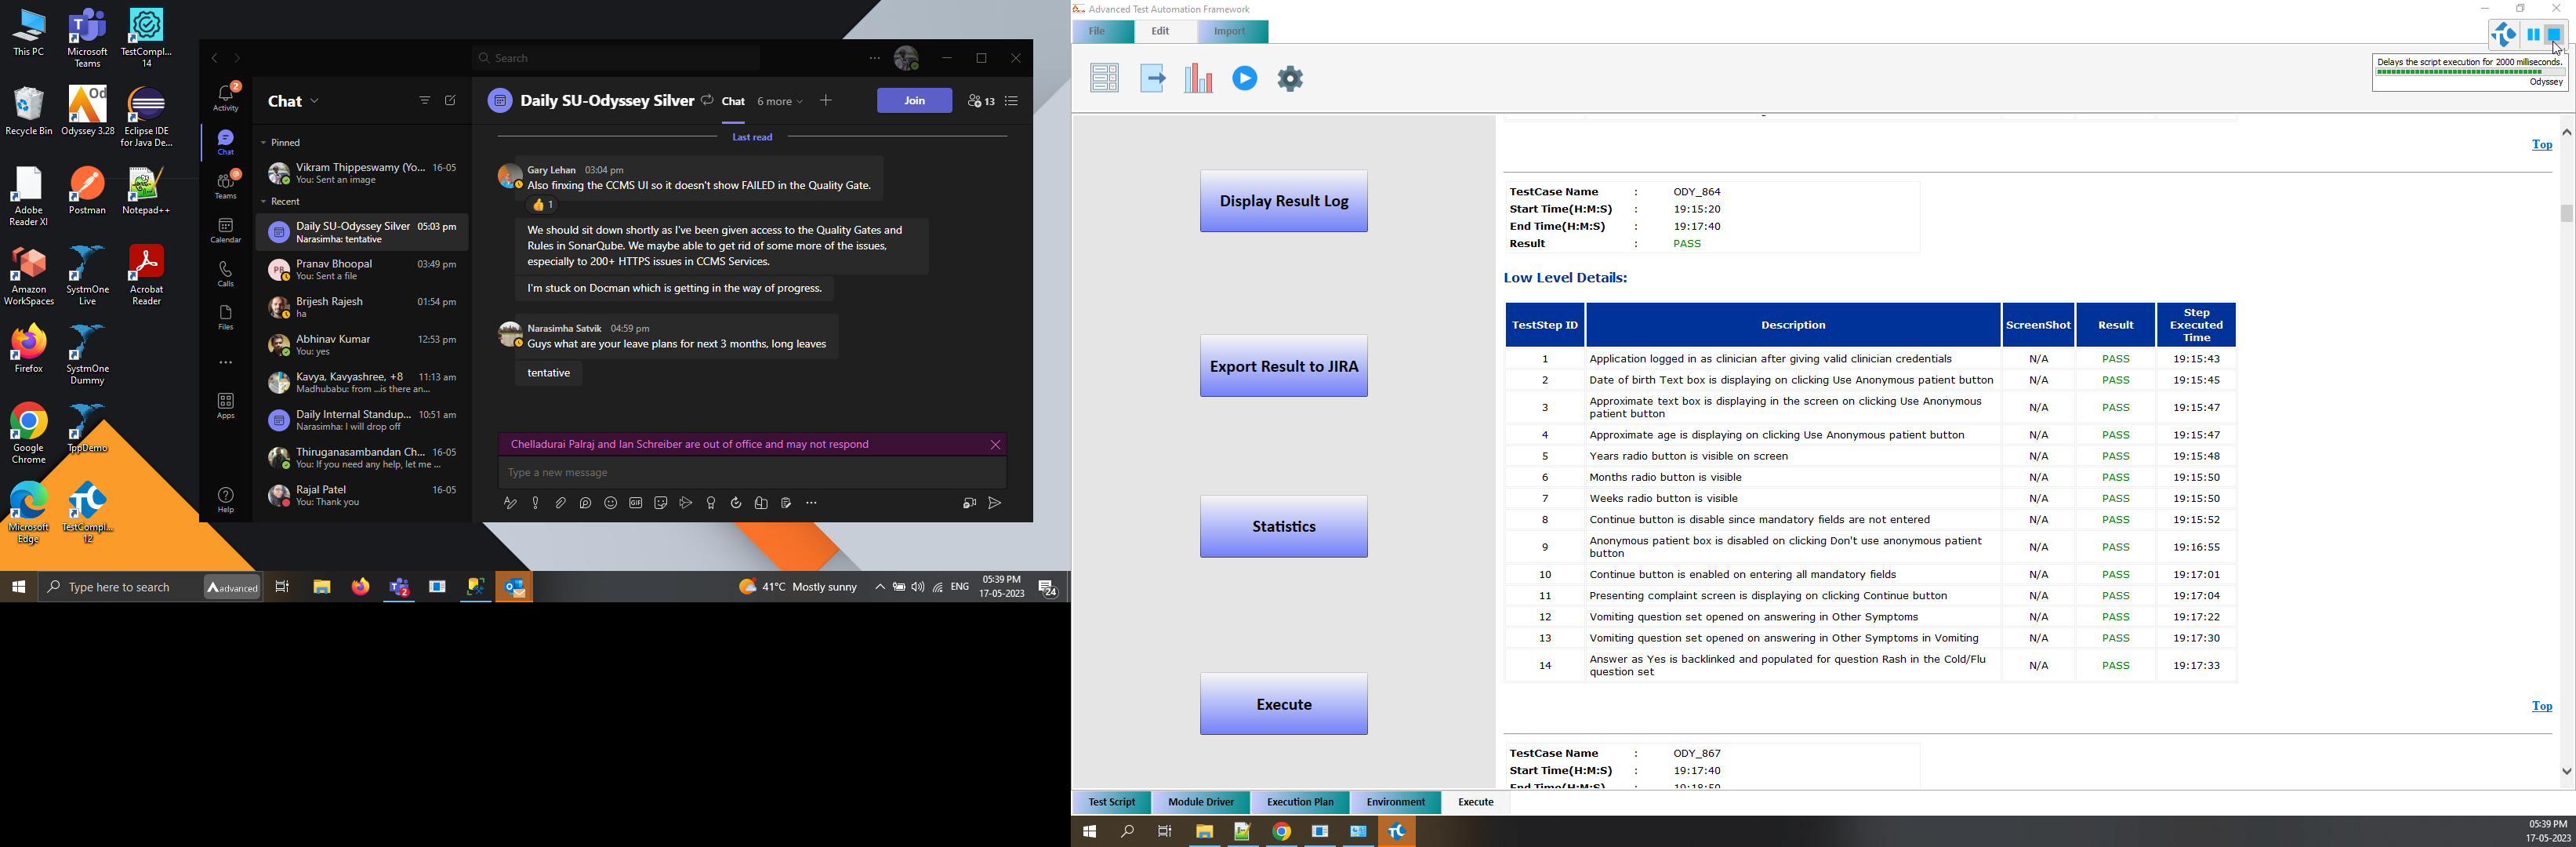 This PC
Microsoft
Teams
TestCompl...
14
Recycle Bin
Odyssey 3.28
Eclipse IDE
for Java De...
Adobe
Reader XI
Postman
Notepad++
Amazon
WorkSpaces
SystmOne
Live
Acrobat
Reader
Firefox
SystmOne
Dummy
Google
Chrome
TppDemo
Microsoft
Edge
TestCompl...
12
Search
Activity
2
Chat
Teams
Calendar
Calls
Files
Apps
Help
Chat
Pinned
Vikram Thippeswamy (Yo... 16-05
You: Sent an image
Recent
Daily SU-Odyssey Silver 05:03 pm
Narasimha: tentative
PR
Pranav Bhoopal 03:49 pm
You: Sent a file
Brijesh Rajesh 01:54 pm
ha
Abhinav Kumar 12:53 pm
You: yes
Kavya, Kavyashree, +8 11:13 am
Madhubabu: from ...is there an...
Daily Internal Standup... 10:51 am
Narasimha: I will drop off
Thiruganasambandan Ch... 16-05
You: If you need any help, let me ...
Rajal Patel 16-05
You: Thank you
Daily SU-Odyssey Silver Chat 6 more Join 13
Last read
Gary Lehan 03:04 pm
Also finxing the CCMS UI so it doesn't show FAILED in the Quality Gate.
1
We should sit down shortly as I've been given access to the Quality Gates and
Rules in SonarQube. We maybe able to get rid of some more of the issues,
especially to 200+ HTTPS issues in CCMS Services.
I'm stuck on Docman which is getting in the way of progress.
Narasimha Satvik 04:59 pm
Guys what are your leave plans for next 3 months, long leaves
tentative
Chelladurai Palraj and Ian Schreiber are out of office and may not respond
Type a new message
GIF
Type here to search
advanced
2
41°C Mostly sunny
ENG
05:39 PM
17-05-2023
24
Advanced Test Automation Framework
File Edit Import
Delays the script execution for 2000 milliseconds.
Odyssey
Display Result Log
Export Result to JIRA
Statistics
Execute
Top
TestCase Name : ODY_864
Start Time(H:M:S) : 19:15:20
End Time(H:M:S) : 19:17:40
Result : PASS
Low Level Details:
TestStep ID Description ScreenShot Result Step Executed Time
1 Application logged in as clinician after giving valid clinician credentials N/A PASS 19:15:43
2 Date of birth Text box is displaying on clicking Use Anonymous patient button N/A PASS 19:15:45
3 Approximate text box is displaying in the screen on clicking Use Anonymous patient button N/A PASS 19:15:47
4 Approximate age is displaying on clicking Use Anonymous patient button N/A PASS 19:15:47
5 Years radio button is visible on screen N/A PASS 19:15:48
6 Months radio button is visible N/A PASS 19:15:50
7 Weeks radio button is visible N/A PASS 19:15:50
8 Continue button is disable since mandatory fields are not entered N/A PASS 19:15:52
9 Anonymous patient box is disabled on clicking Don't use anonymous patient button N/A PASS 19:16:55
10 Continue button is enabled on entering all mandatory fields N/A PASS 19:17:01
11 Presenting complaint screen is displaying on clicking Continue button N/A PASS 19:17:04
12 Vomiting question set opened on answering in Other Symptoms N/A PASS 19:17:22
13 Vomiting question set opened on answering in Other Symptoms in Vomiting N/A PASS 19:17:30
14 Answer as Yes is backlinked and populated for question Rash in the Cold/Flu question set N/A PASS 19:17:33
Top
TestCase Name : ODY_867
Start Time(H:M:S) : 19:17:40
End Time(H:M:S) : 19:18:50
Test Script Module Driver Execution Plan Environment Execute
05:39 PM
17-05-2023